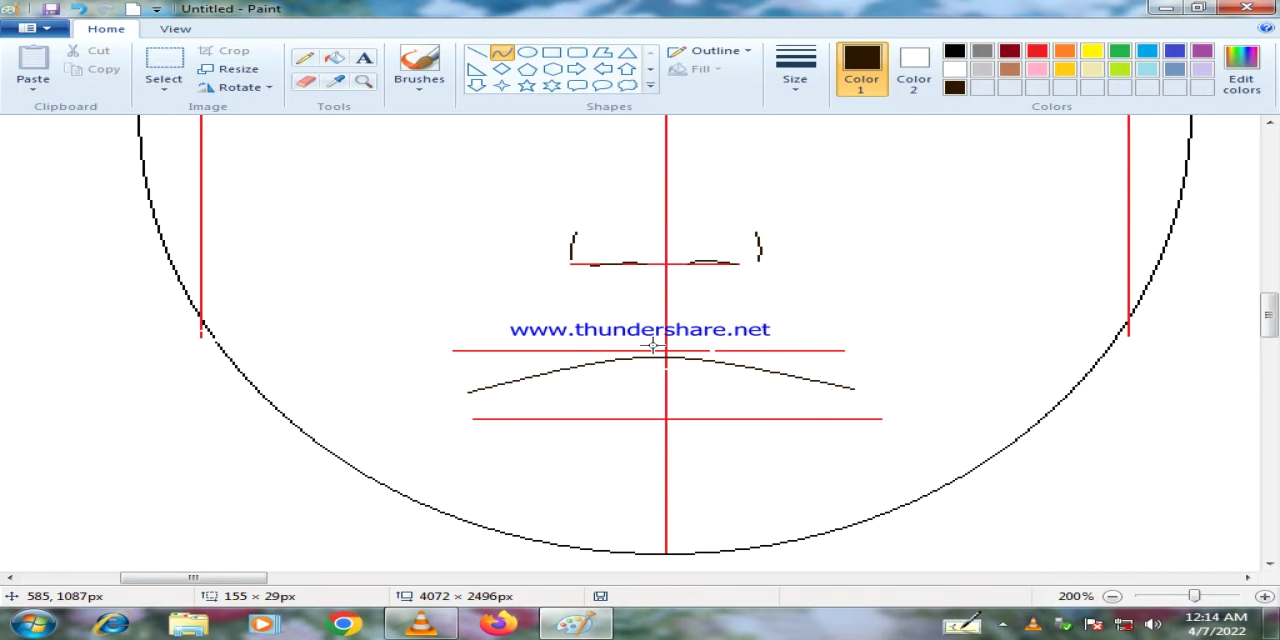 Untitled - Paint
Home View
Paste
Cut
Copy
Clipboard
Select
Crop
Resize
Rotate
Image
A
Tools
Brushes
Outline
Fill
Shapes
Size
Color 1
Color 2
Edit colors
Colors
www.thundershare.net
585, 1087px 155 × 29px 4072 × 2496px 200%
12:14 AM
4/7/2022